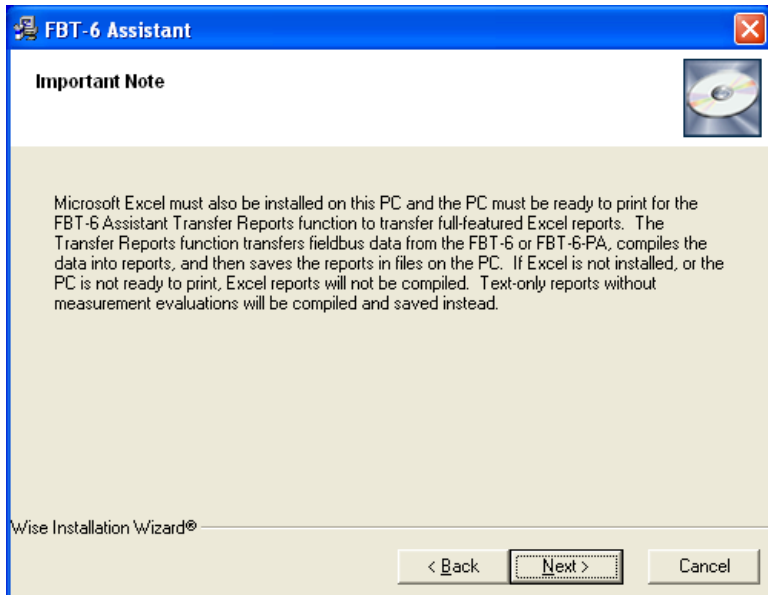 FBT-6 Assistant
Important Note
Microsoft Excel must also be installed on this PC and the PC must be ready to print for the
FBT-6 Assistant Transfer Reports function to transfer full-featured Excel reports.  The
Transfer Reports function transfers fieldbus data from the FBT-6 or FBT-6-PA, compiles the
data into reports, and then saves the reports in files on the PC.  If Excel is not installed, or the
PC is not ready to print, Excel reports will not be compiled.  Text-only reports without
measurement evaluations will be compiled and saved instead.
Wise Installation Wizard®
< Back
Next >
Cancel